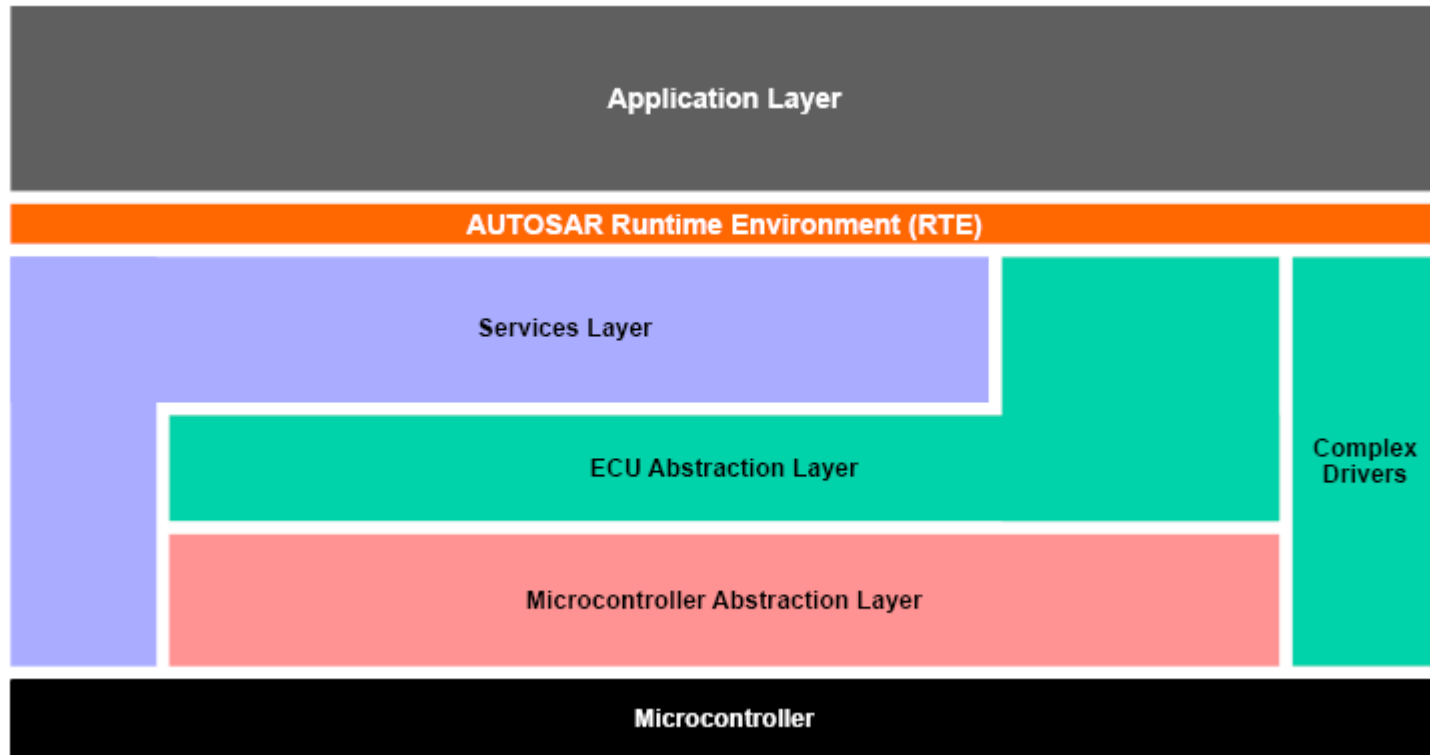 Application Layer
AUTOSAR Runtime Environment (RTE)
Services Layer
ECU Abstraction Layer
Complex
Drivers
Microcontroller Abstraction Layer
Microcontroller